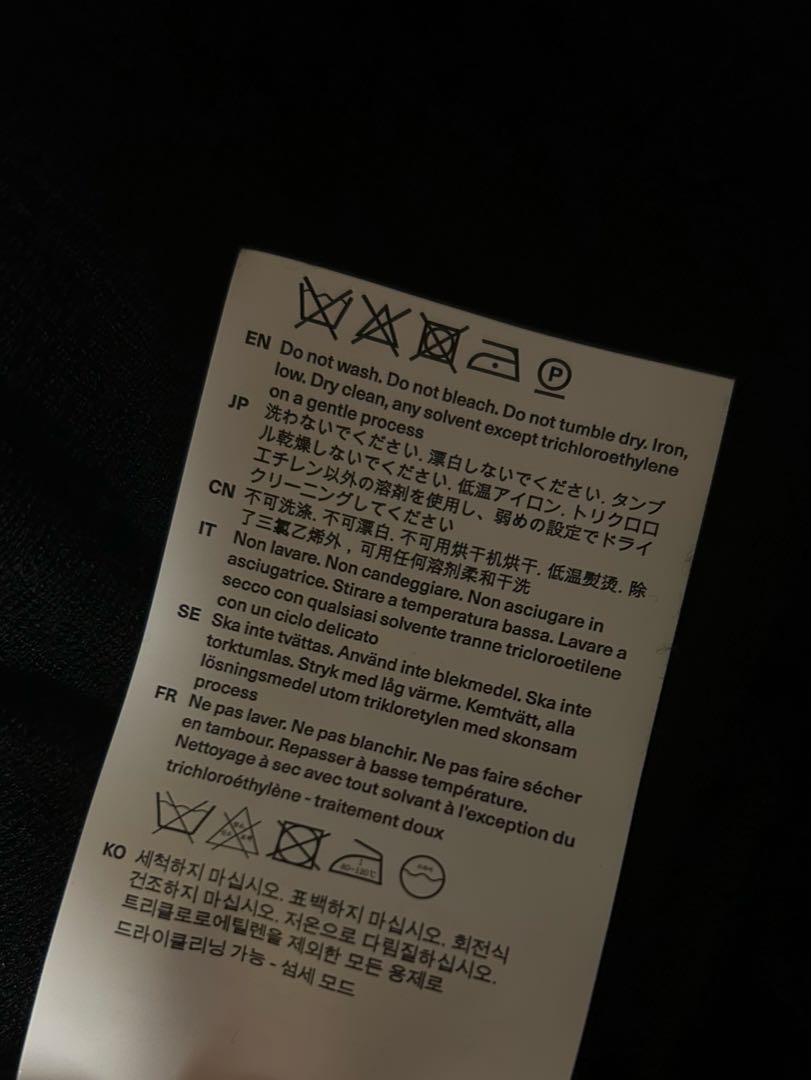 P
EN Do not wash. Do not bleach. Do not tumble dry. Iron,
low. Dry clean, any solvent except trichloroethylene
on a gentle process
JP 洗わないでください. 漂白しないでください. タンブ
ル乾燥しないでください. 低温アイロン. トリクロロ
エチレン以外の溶剤を使用し、弱めの設定でドライ
クリーニングしてください
CN 不可洗涤. 不可漂白. 不可用烘干机烘干. 低温熨烫. 除
了三氯乙烯外，可用任何溶剂柔和干洗
IT Non lavare. Non candeggiare. Non asciugare in
asciugatrice. Stirare a temperatura bassa. Lavare a
secco con qualsiasi solvente tranne tricloroetilene
con un ciclo delicato
SE Ska inte tvättas. Använd inte blekmedel. Ska inte
torktumlas. Stryk med låg värme. Kemtvätt, alla
lösningsmedel utom trikloretylen med skonsam
process
FR Ne pas laver. Ne pas blanchir. Ne pas faire sécher
en tambour. Repasser à basse température.
Nettoyage à sec avec tout solvant à l'exception du
trichloroéthylène - traitement doux
1
80-120℃
KO 세척하지 마십시오. 표백하지 마십시오. 회전식
건조하지 마십시오. 저온으로 다림질하십시오.
트리클로로에틸렌을 제외한 모든 용제로
드라이클리닝 가능 - 섬세 모드